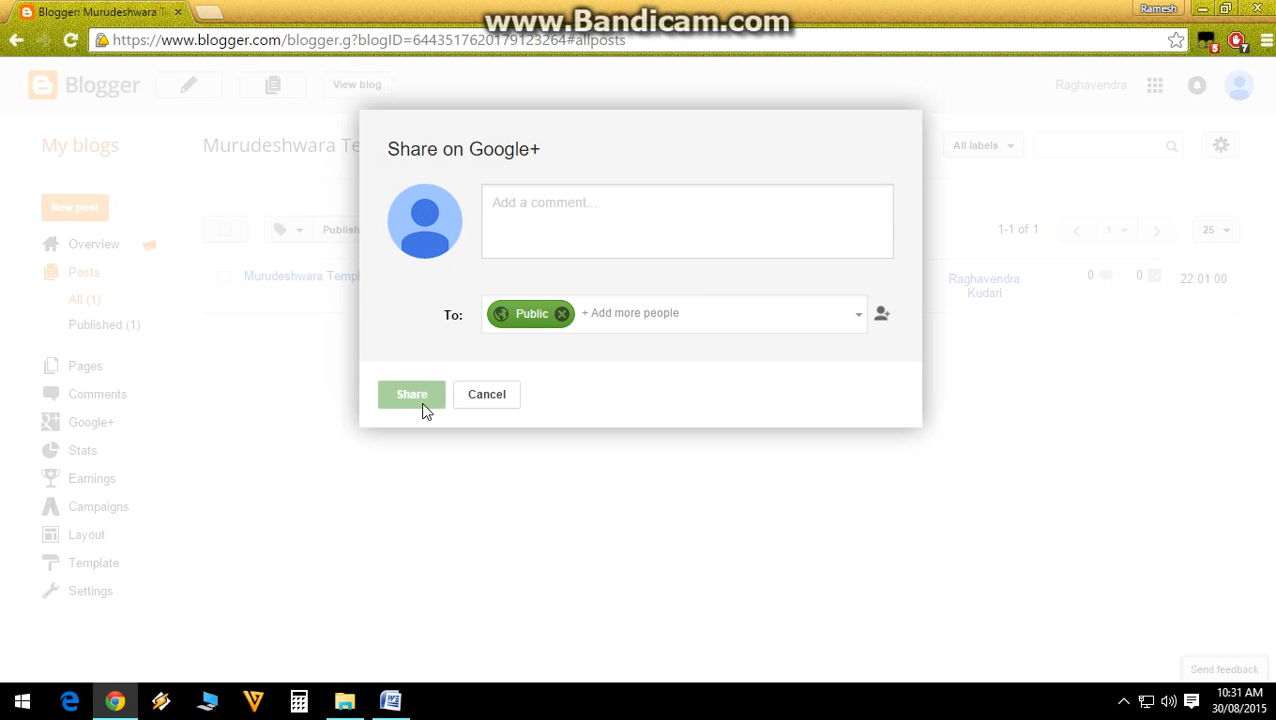 Blogger: Murudeshwara T
Ramesh
www.Bandicam.com
https://www.blogger.com/blogger.g?blogID=6443517620179123264#allposts
5
7
Blogger
View blog
Raghavendra
My blogs
Murudeshwara Te
All labels
Share on Google+
Add a comment...
New post
Publish
1-1 of 1
1
25
Overview
Posts
Murudeshwara Templ
Raghavendra
Kudari
0
0
22:01:00
All (1)
Published (1)
To:
Public
+ Add more people
Pages
Comments
Share
Cancel
Google+
Stats
Earnings
Campaigns
Layout
Template
Settings
Send feedback
10:31 AM
30/08/2015